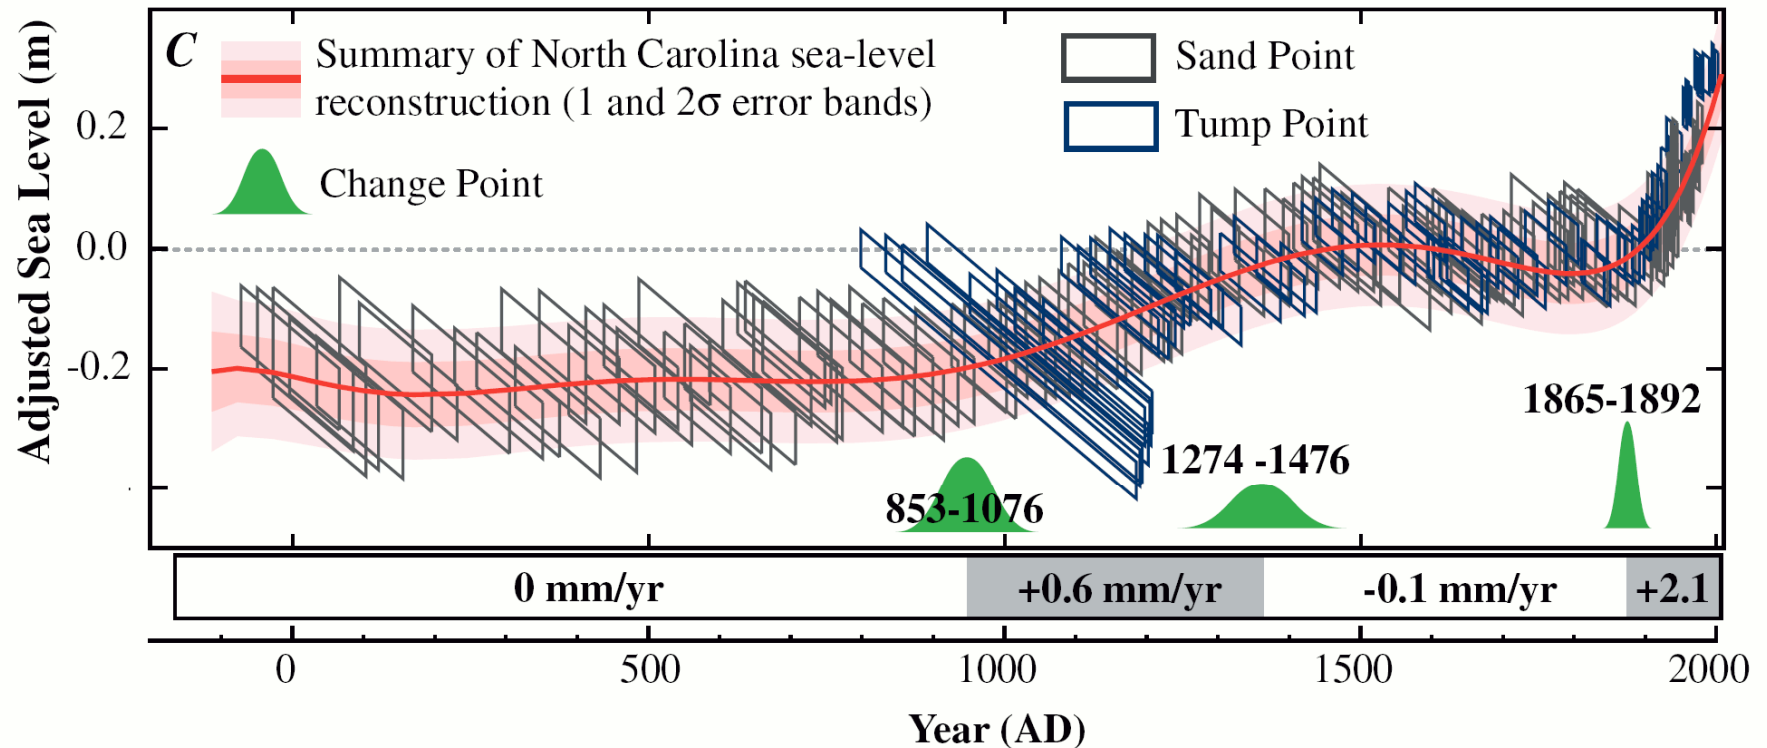 C
Summary of North Carolina sea-level
reconstruction (1 and 2σ error bands)
Change Point
Sand Point
Tump Point
Adjusted Sea Level (m)
0.2
0.0
-0.2
853-1076
1274 -1476
1865-1892
0 mm/yr
+0.6 mm/yr
-0.1 mm/yr
+2.1
0
500
1000
1500
2000
Year (AD)